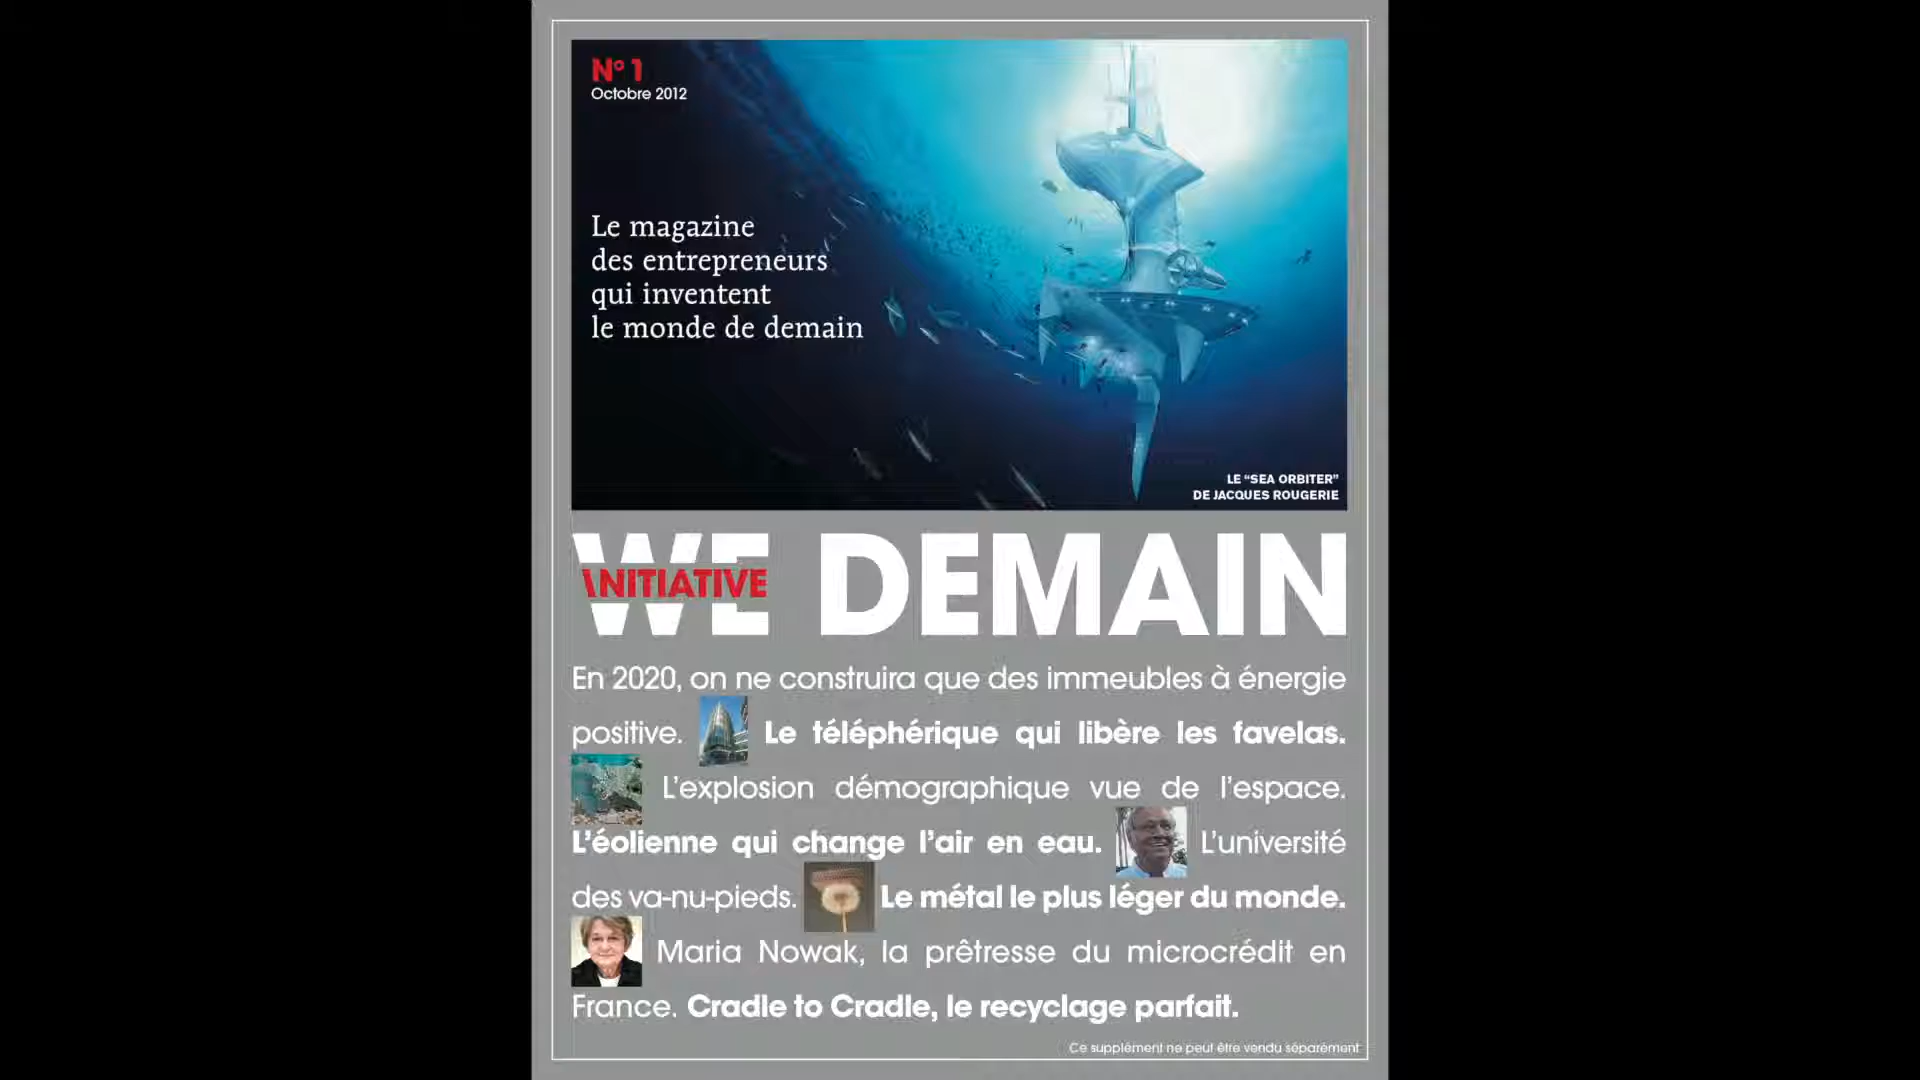 N° 1
Octobre 2012
Le magazine
des entrepreneurs
qui inventent
le monde de demain
LE “SEA ORBITER”
DE JACQUES ROUGERIE
WE DEMAIN
INITIATIVE
En 2020, on ne construira que des immeubles à énergie
positive. Le téléphérique qui libère les favelas.
L’explosion démographique vue de l’espace.
L’éolienne qui change l’air en eau. L’université
des va-nu-pieds. Le métal le plus léger du monde.
Maria Nowak, la prêtresse du microcrédit en
France. Cradle to Cradle, le recyclage parfait.
Ce supplément ne peut être vendu séparément